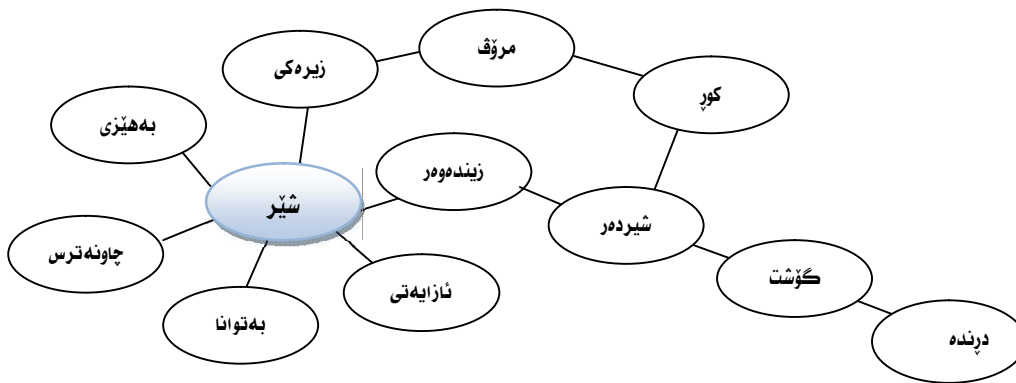 مرۆڤ
زیرەکی
کوڕ
بەهێزی
زیندەوەر
شێر
شیردەر
چاونەترس
گۆشت
ئازایەتی
بەتوانا
دڕندە